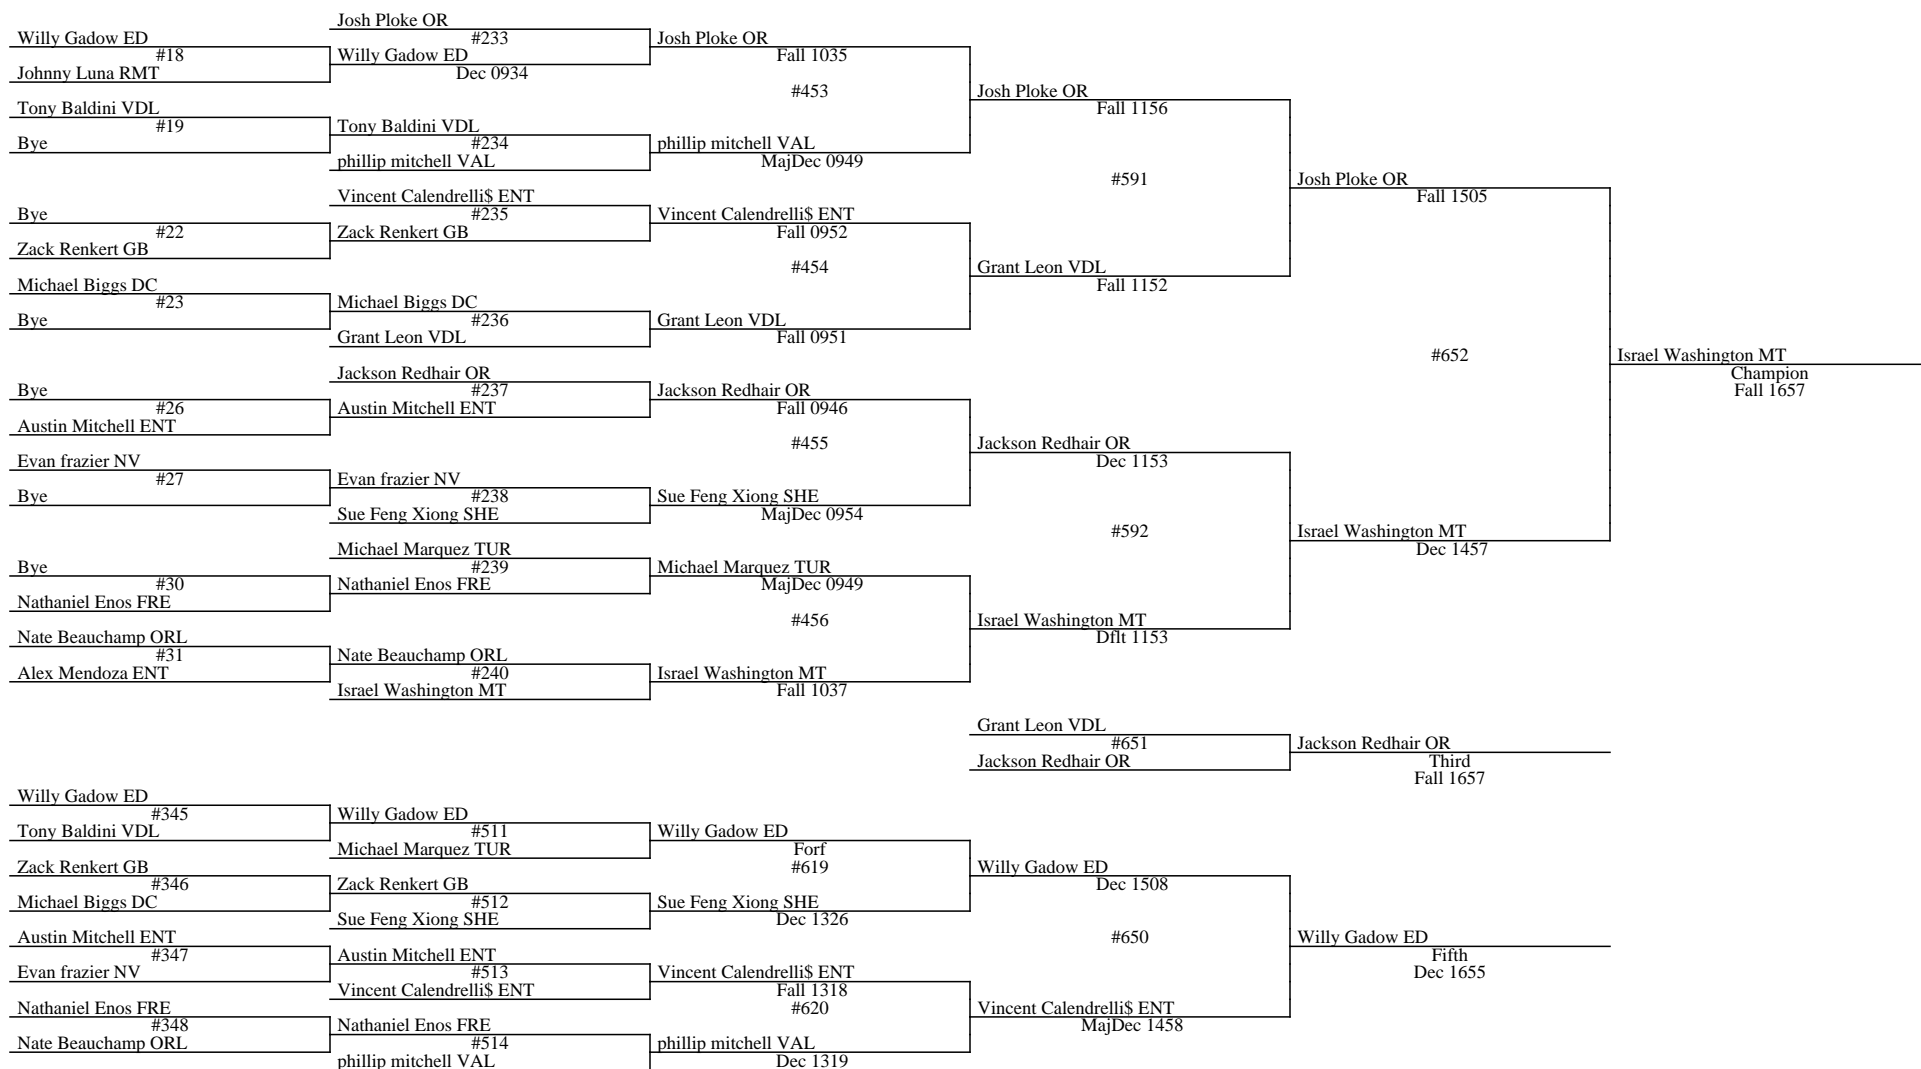 Josh Ploke OR
Willy Gadow ED
#233
Josh Ploke OR
#18
Willy Gadow ED
Fall 1035
Johnny Luna RMT
Dec 0934
#453
Josh Ploke OR
Tony Baldini VDL
Fall 1156
#19
Tony Baldini VDL
Bye
#234
phillip mitchell VAL
phillip mitchell VAL
MajDec 0949
#591
Josh Ploke OR
Vincent Calendrelli$ ENT
Fall 1505
Bye
#235
Vincent Calendrelli$ ENT
#22
Zack Renkert GB
Fall 0952
Zack Renkert GB
#454
Grant Leon VDL
Michael Biggs DC
Fall 1152
#23
Michael Biggs DC
Bye
#236
Grant Leon VDL
Grant Leon VDL
Fall 0951
#652
Israel Washington MT
Jackson Redhair OR
Champion
Bye
#237
Jackson Redhair OR
Fall 1657
#26
Austin Mitchell ENT
Fall 0946
Austin Mitchell ENT
#455
Jackson Redhair OR
Evan frazier NV
Dec 1153
#27
Evan frazier NV
Bye
#238
Sue Feng Xiong SHE
Sue Feng Xiong SHE
MajDec 0954
#592
Israel Washington MT
Michael Marquez TUR
Dec 1457
Bye
#239
Michael Marquez TUR
#30
Nathaniel Enos FRE
MajDec 0949
Nathaniel Enos FRE
#456
Israel Washington MT
Nate Beauchamp ORL
Dflt 1153
#31
Nate Beauchamp ORL
Alex Mendoza ENT
#240
Israel Washington MT
Israel Washington MT
Fall 1037
Grant Leon VDL
#651
Jackson Redhair OR
Jackson Redhair OR
Third
Fall 1657
Willy Gadow ED
#345
Willy Gadow ED
Tony Baldini VDL
#511
Willy Gadow ED
Michael Marquez TUR
Forf
Zack Renkert GB
#619
Willy Gadow ED
#346
Zack Renkert GB
Dec 1508
Michael Biggs DC
#512
Sue Feng Xiong SHE
Sue Feng Xiong SHE
Dec 1326
Austin Mitchell ENT
#650
Willy Gadow ED
#347
Austin Mitchell ENT
Fifth
Evan frazier NV
#513
Vincent Calendrelli$ ENT
Dec 1655
Vincent Calendrelli$ ENT
Fall 1318
Nathaniel Enos FRE
#620
Vincent Calendrelli$ ENT
#348
Nathaniel Enos FRE
MajDec 1458
Nate Beauchamp ORL
#514
phillip mitchell VAL
phillip mitchell VAL
Dec 1319